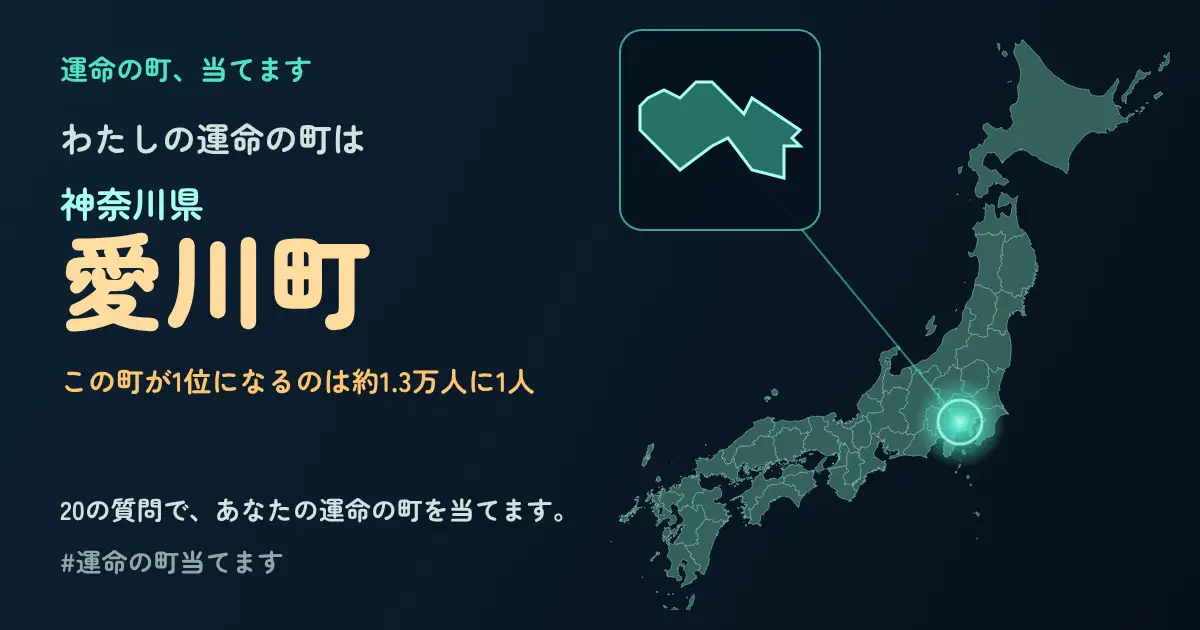 運命の町、当てます
わたしの運命の町は
神奈川県
愛川町
この町が1位になるのは約1.3万人に1人
20の質問で、あなたの運命の町を当てます。
#運命の町当てます